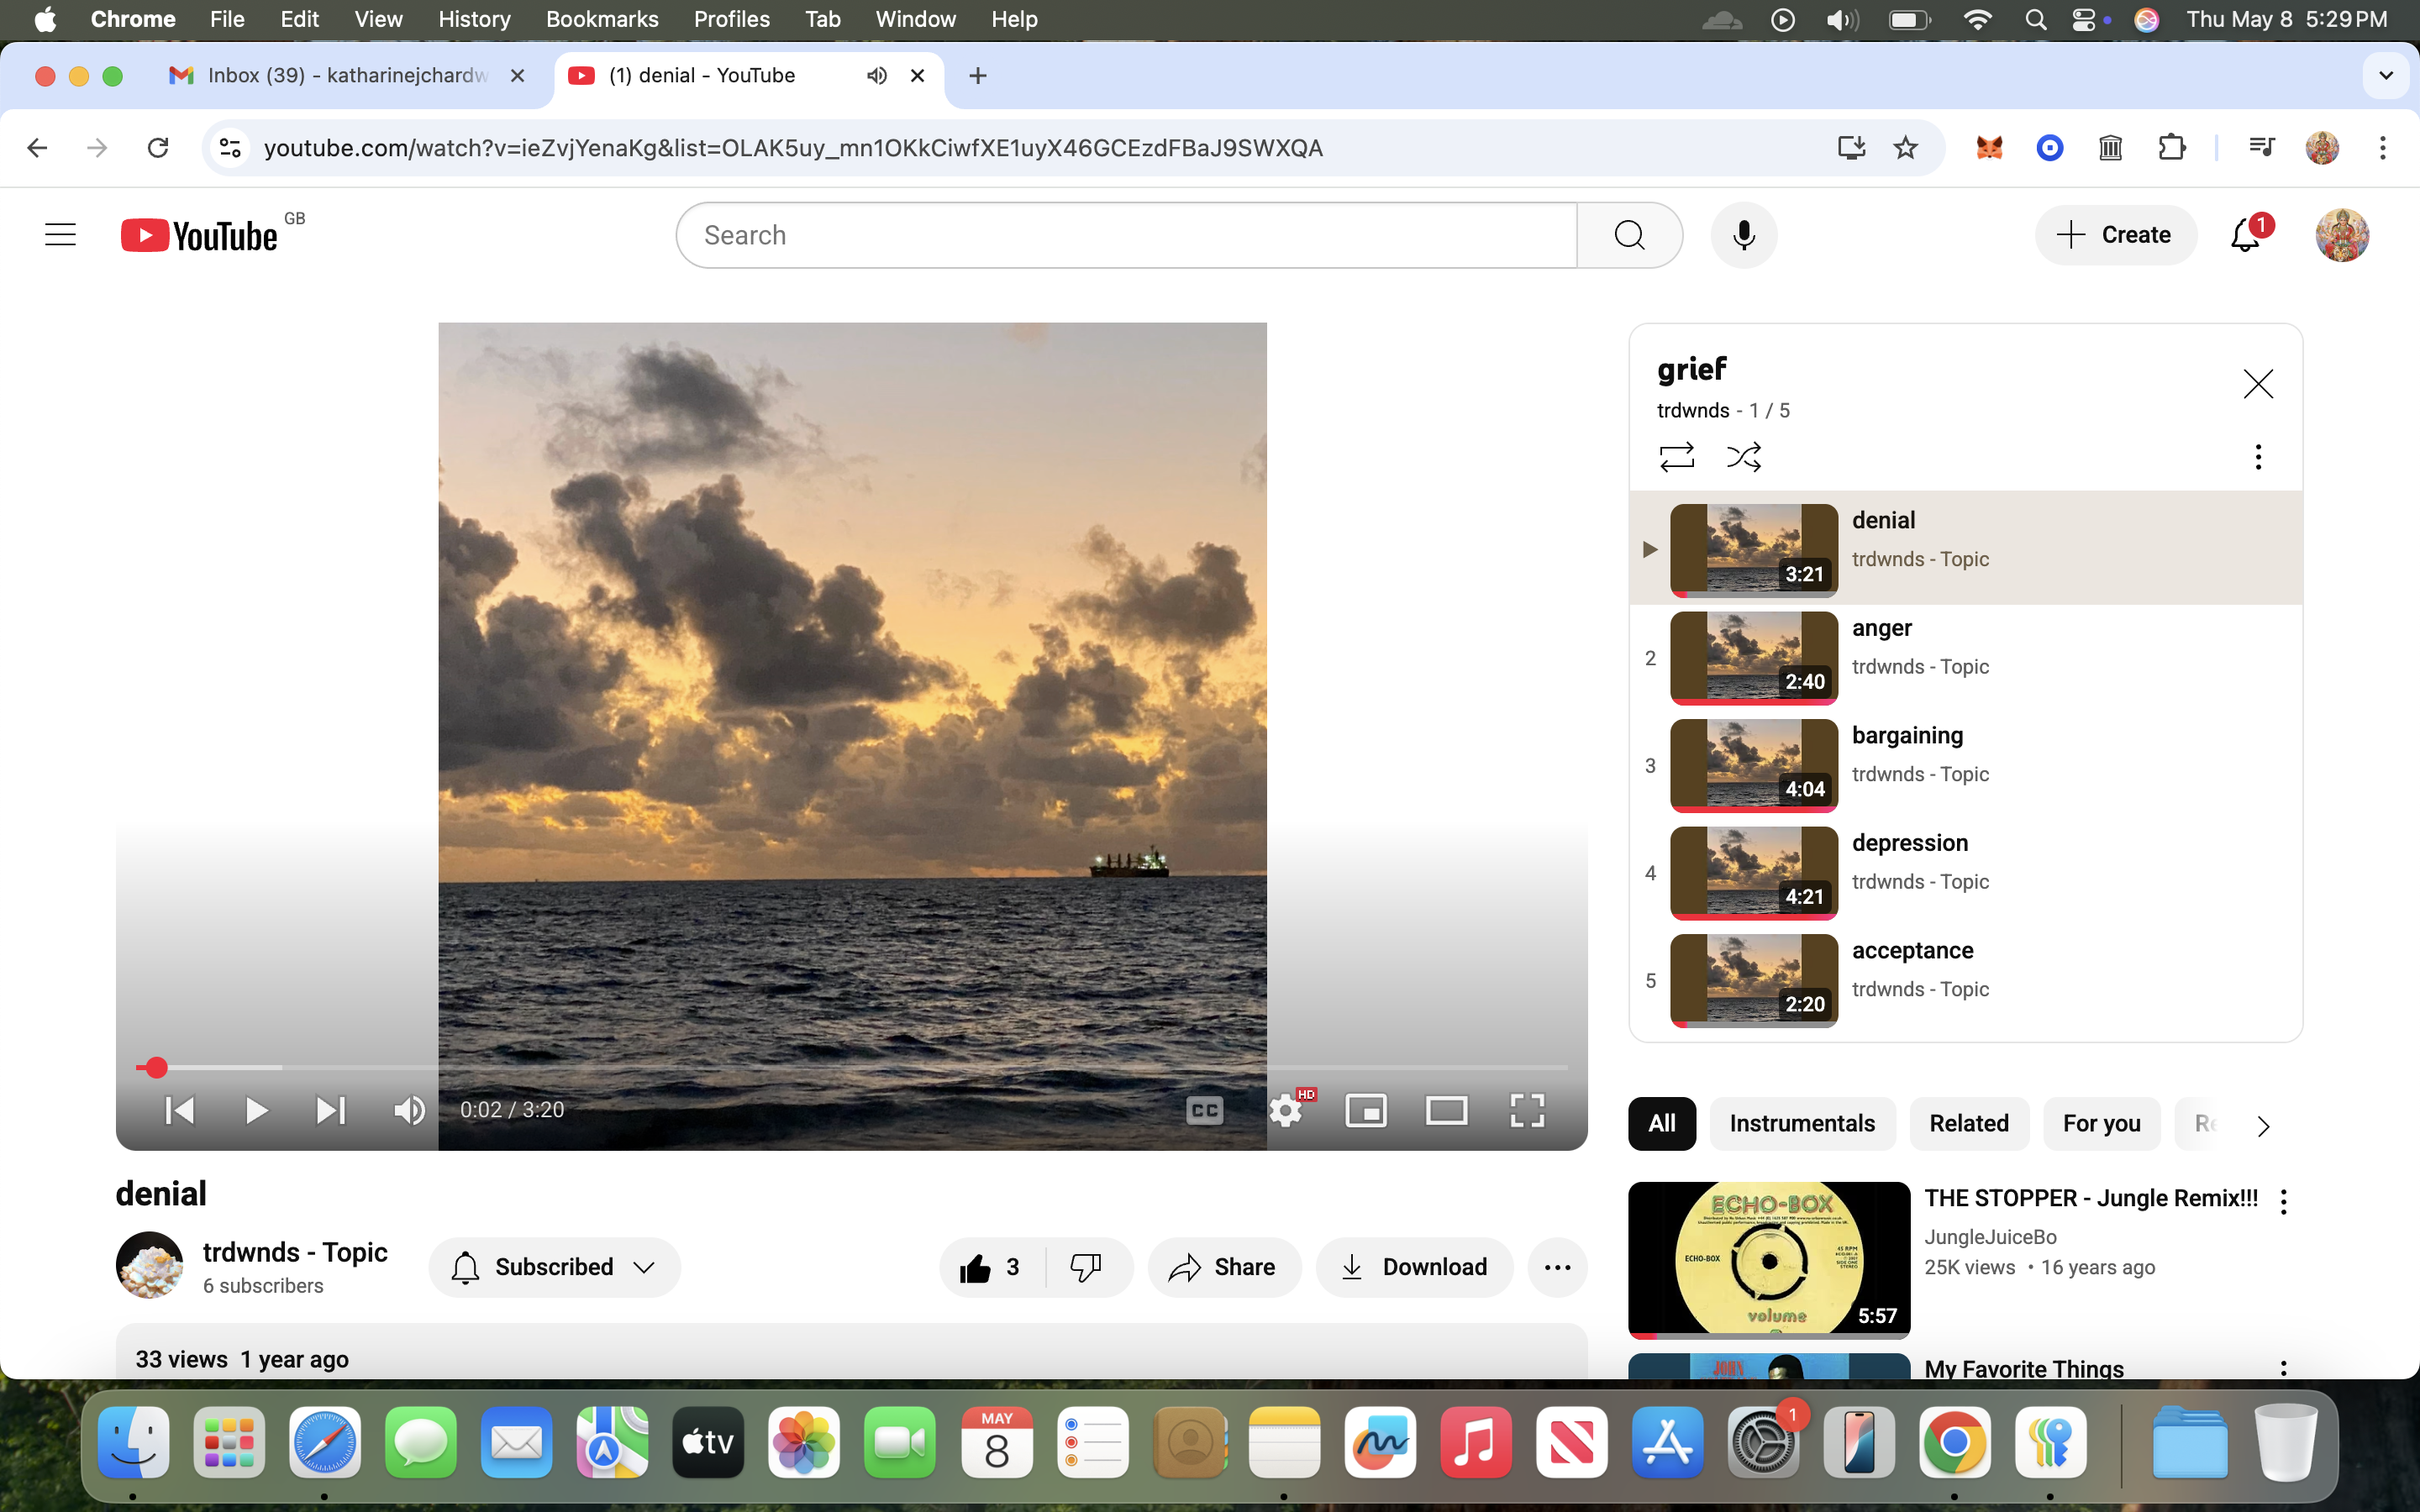 Chrome File Edit View History Bookmarks Profiles Tab Window Help Thu May 8 5:29 PM
Inbox (39) - katharinejchardw (1) denial - YouTube
youtube.com/watch?v=ieZvjYenaKg&list=OLAK5uy_mn1OKkCiwfXE1uyX46GCEzdFBaJ9SWXQA
YouTube GB Search Create 1
grief
trdwnds - 1 / 5
denial
trdwnds - Topic
3:21
2 anger
trdwnds - Topic
2:40
3 bargaining
trdwnds - Topic
4:04
4 depression
trdwnds - Topic
4:21
5 acceptance
trdwnds - Topic
2:20
0:02 / 3:20 CC HD
All Instrumentals Related For you Re
denial
trdwnds - Topic
6 subscribers
Subscribed 3 Share Download
33 views 1 year ago
ECHO-BOX
ECHO-BOX
45 RPM
volume
5:57
THE STOPPER - Jungle Remix!!!
JungleJuiceBo
25K views • 16 years ago
JOHN
My Favorite Things
tv
MAY
8
1